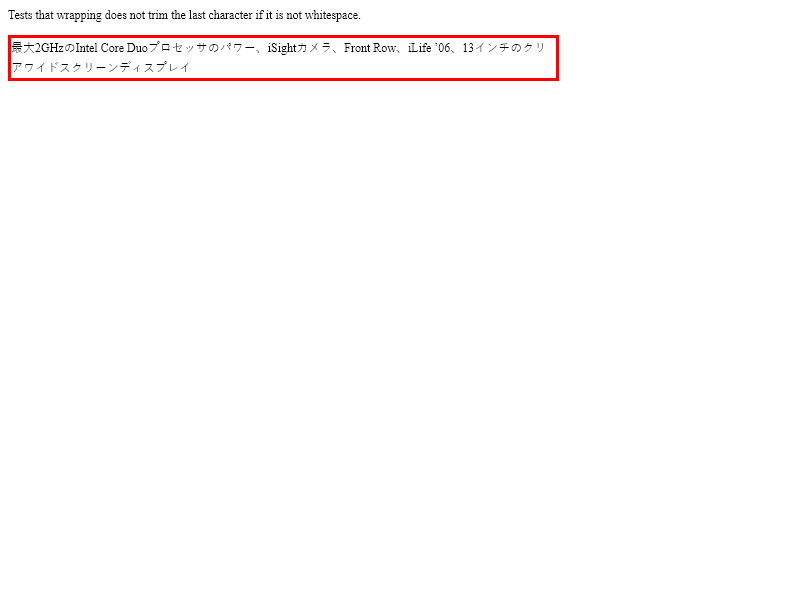 Tests that wrapping does not trim the last character if it is not whitespace.
最大2GHzのIntel Core Duoプロセッサのパワー、iSightカメラ、Front Row、iLife ’06、13インチのクリ
アワイドスクリーンディスプレイ